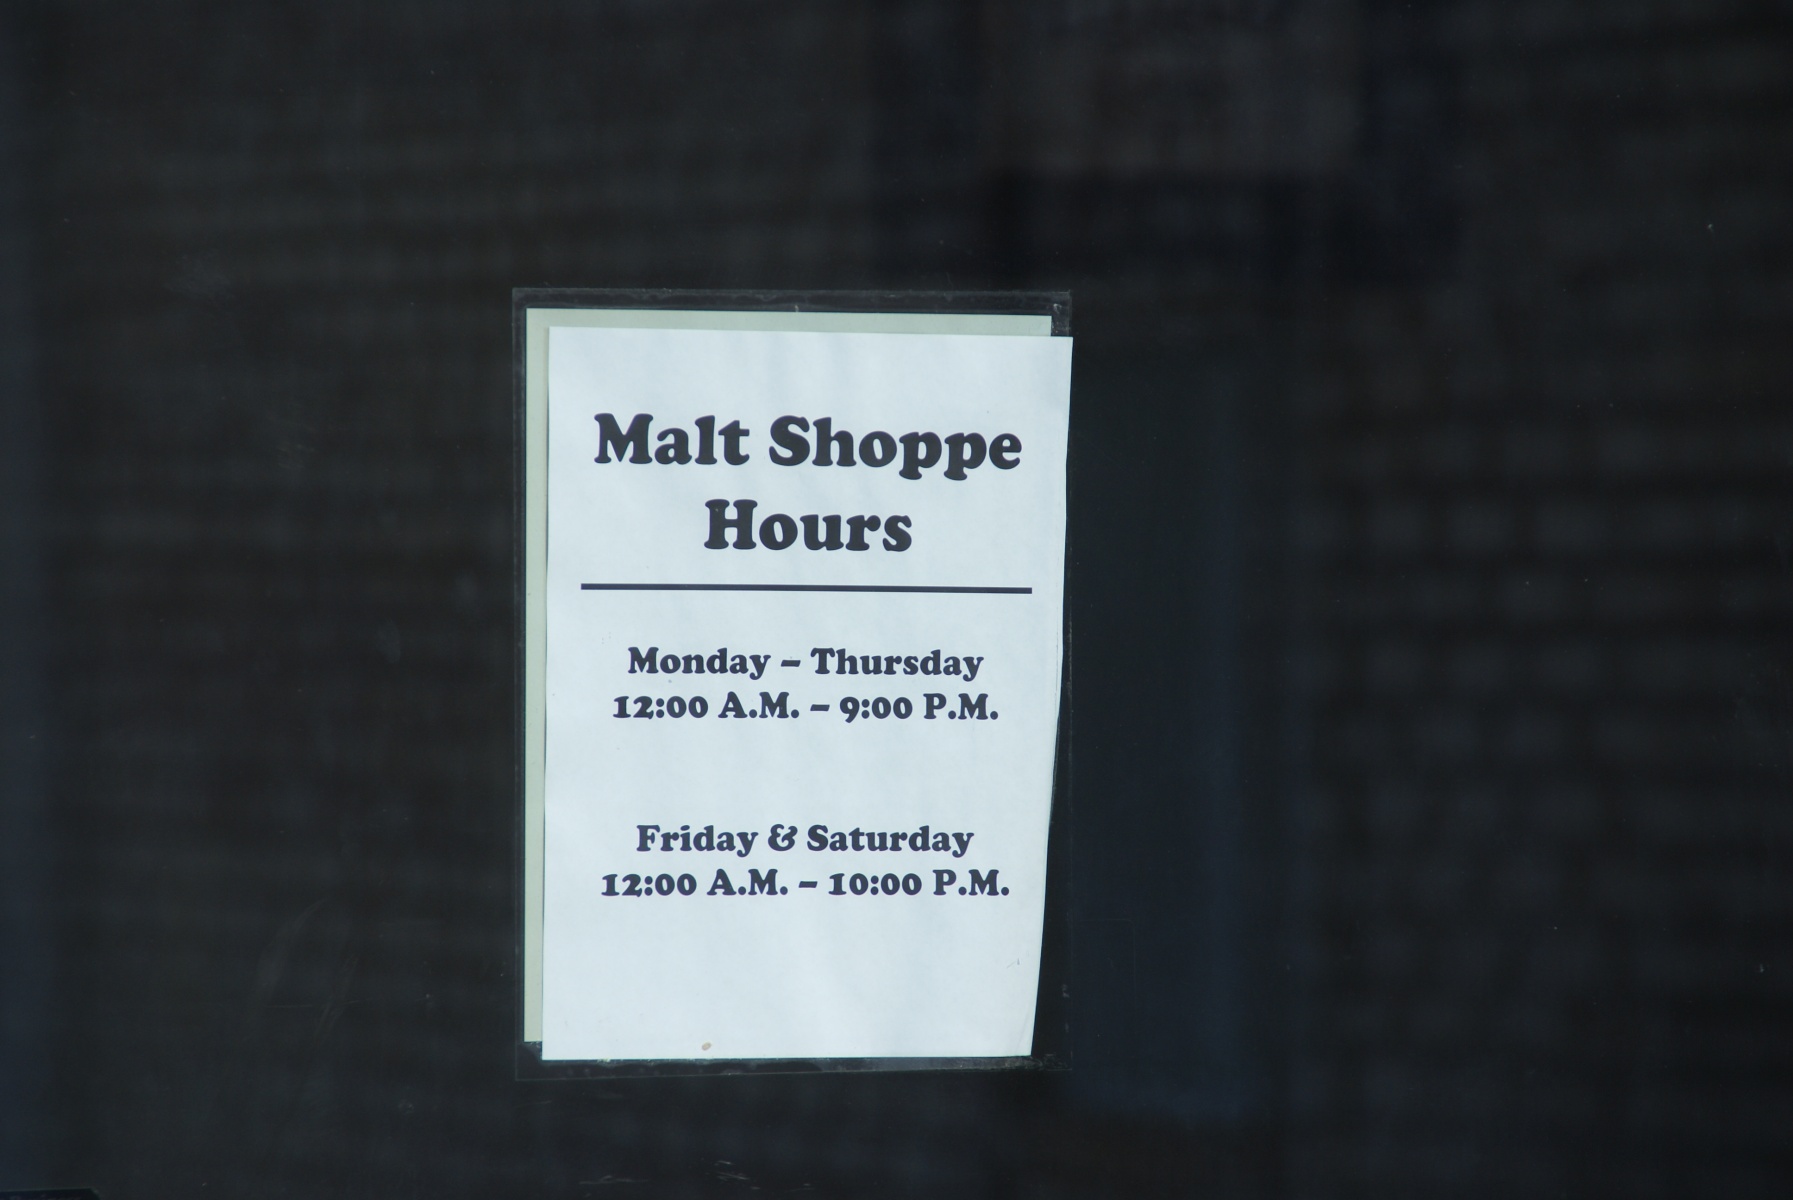 Malt Shoppe
Hours
Monday – Thursday
12:00 A.M. – 9:00 P.M.
Friday & Saturday
12:00 A.M. – 10:00 P.M.